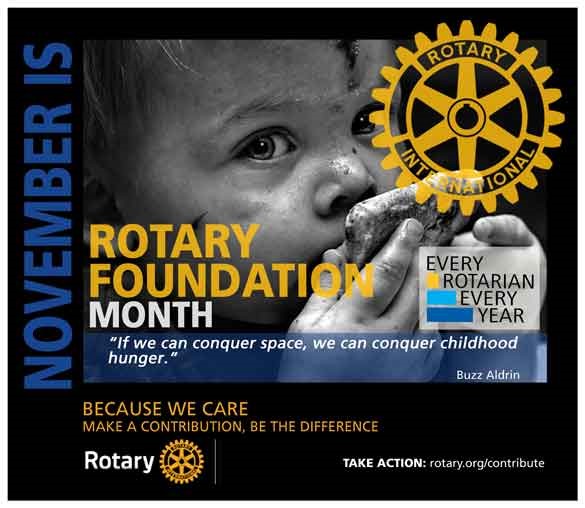 NOVEMBER IS
ROTARY
INTERNATIONAL
ROTARY
FOUNDATION
MONTH
EVERY
ROTARIAN
EVERY
YEAR
"If we can conquer space, we can conquer childhood
hunger."
Buzz Aldrin
BECAUSE WE CARE
MAKE A CONTRIBUTION, BE THE DIFFERENCE
Rotary
TAKE ACTION: rotary.org/contribute